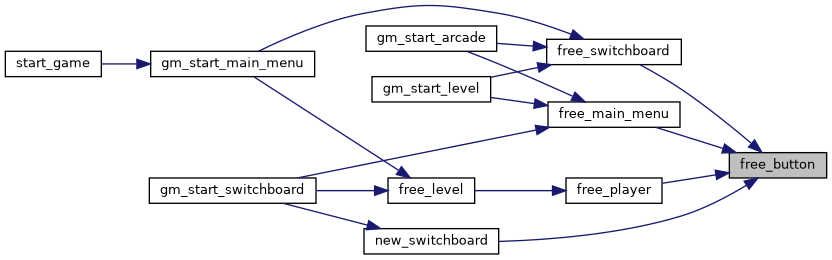 gm_start_arcade
free_switchboard
start_game
gm_start_main_menu
gm_start_level
free_main_menu
free_button
gm_start_switchboard
free_level
free_player
new_switchboard